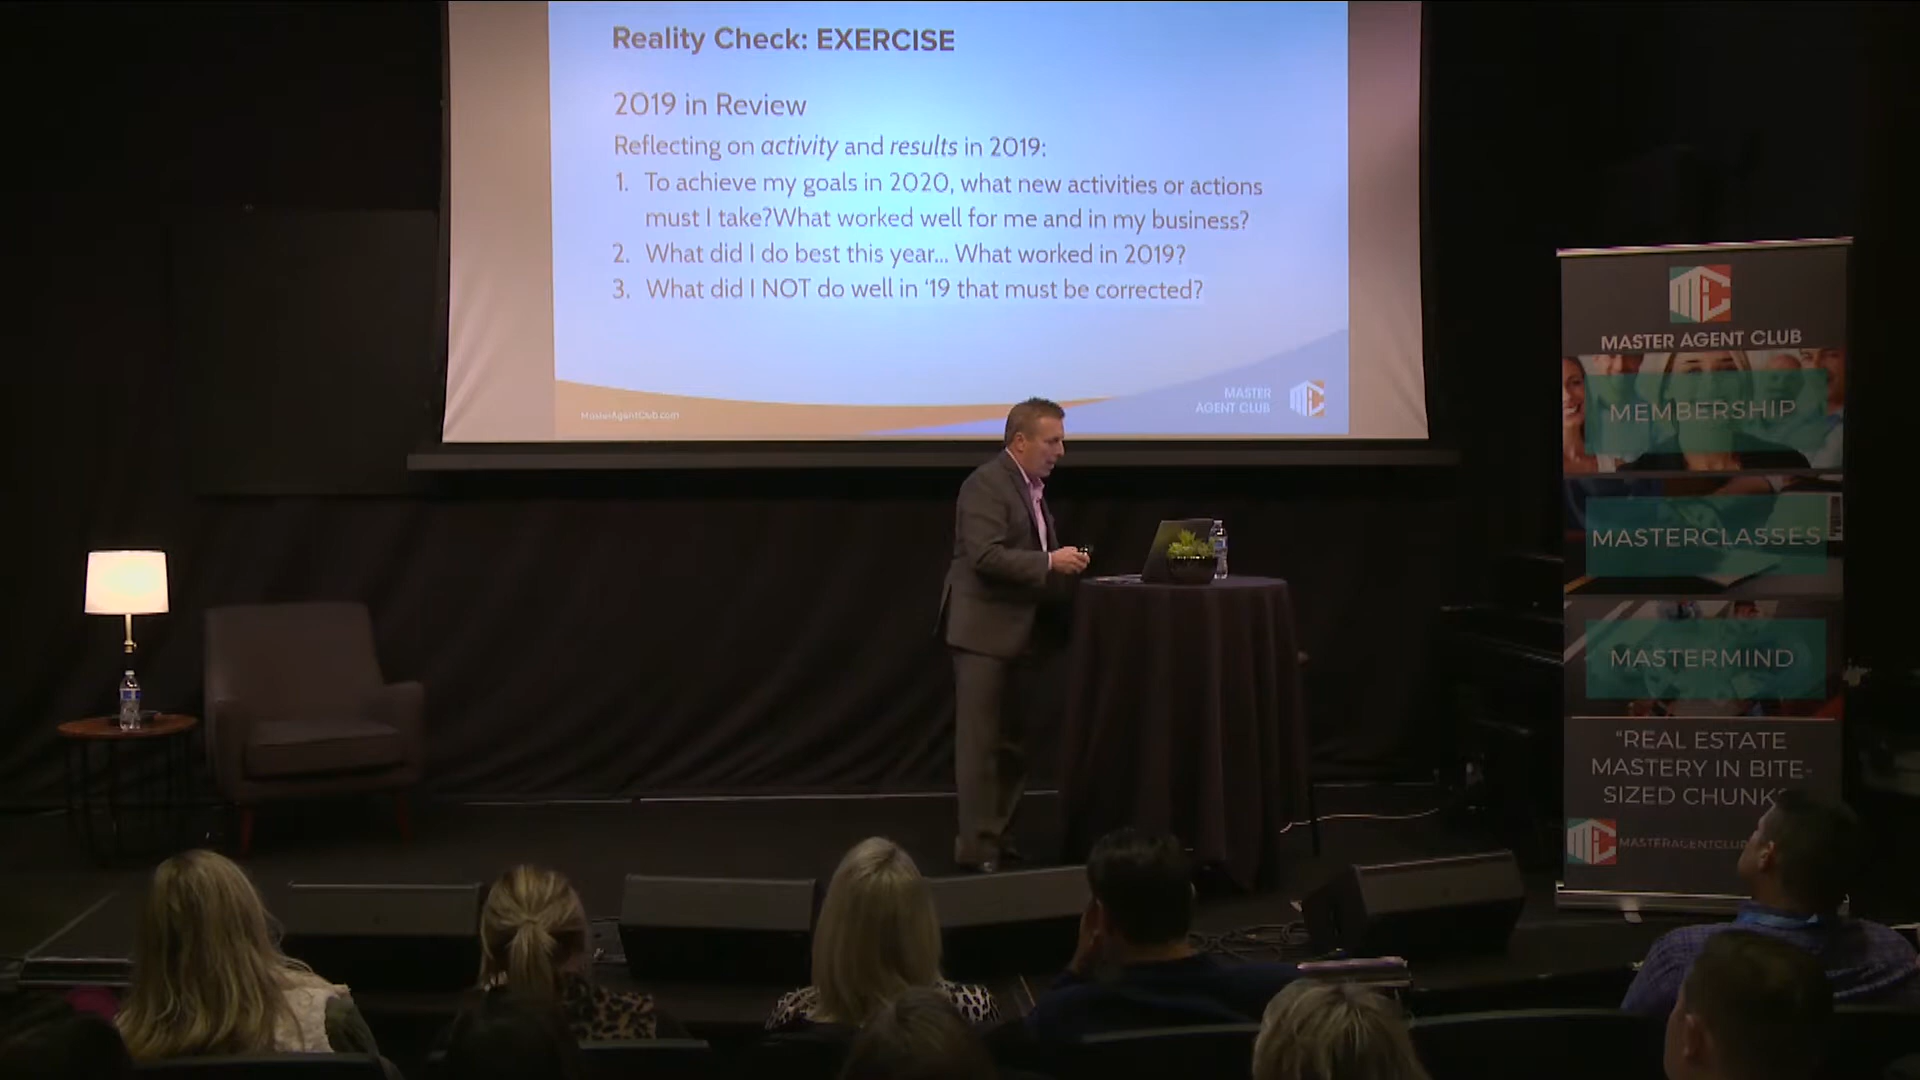 Reality Check: EXERCISE
2019 in Review
Reflecting on activity and results in 2019:
1. To achieve my goals in 2020, what new activities or actions
must I take?What worked well for me and in my business?
2. What did I do best this year... What worked in 2019?
3. What did I NOT do well in '19 that must be corrected?
MasterAgentClub.com
MASTER
AGENT CLUB
MASTER AGENT CLUB
MEMBERSHIP
MASTERCLASSES
MASTERMIND
"REAL ESTATE
MASTERY IN BITE-
SIZED CHUNKS
MASTERAGENTCLUB